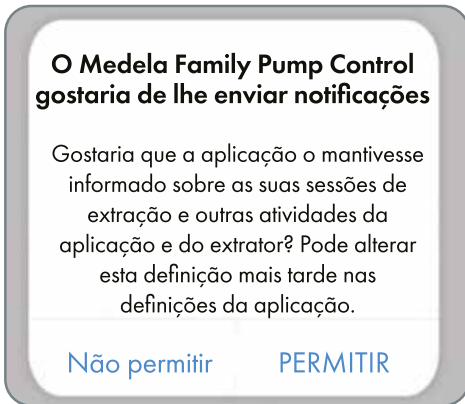 O Medela Family Pump Control
gostaria de lhe enviar notificações
Gostaria que a aplicação o mantivesse
informado sobre as suas sessões de
extração e outras atividades da
aplicação e do extrator? Pode alterar
esta definição mais tarde nas
definições da aplicação.
Não permitir PERMITIR